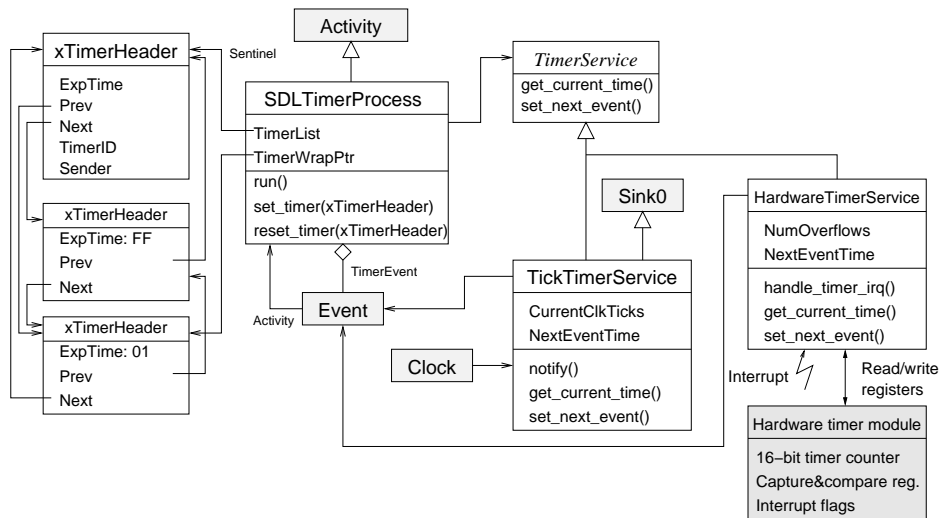 Activity
xTimerHeader
ExpTime
Prev
Next
TimerID
Sender
Sentinel
SDLTimerProcess
TimerList
TimerWrapPtr
run()
set_timer(xTimerHeader)
reset_timer(xTimerHeader)
TimerService
get_current_time()
set_next_event()
xTimerHeader
ExpTime: FF
Prev
Next
xTimerHeader
ExpTime: 01
Prev
Next
TimerEvent
Activity
Event
Clock
Sink0
TickTimerService
CurrentClkTicks
NextEventTime
notify()
get_current_time()
set_next_event()
HardwareTimerService
NumOverflows
NextEventTime
handle_timer_irq()
get_current_time()
set_next_event()
Interrupt
Read/write
registers
Hardware timer module
16−bit timer counter
Capture&compare reg.
Interrupt flags